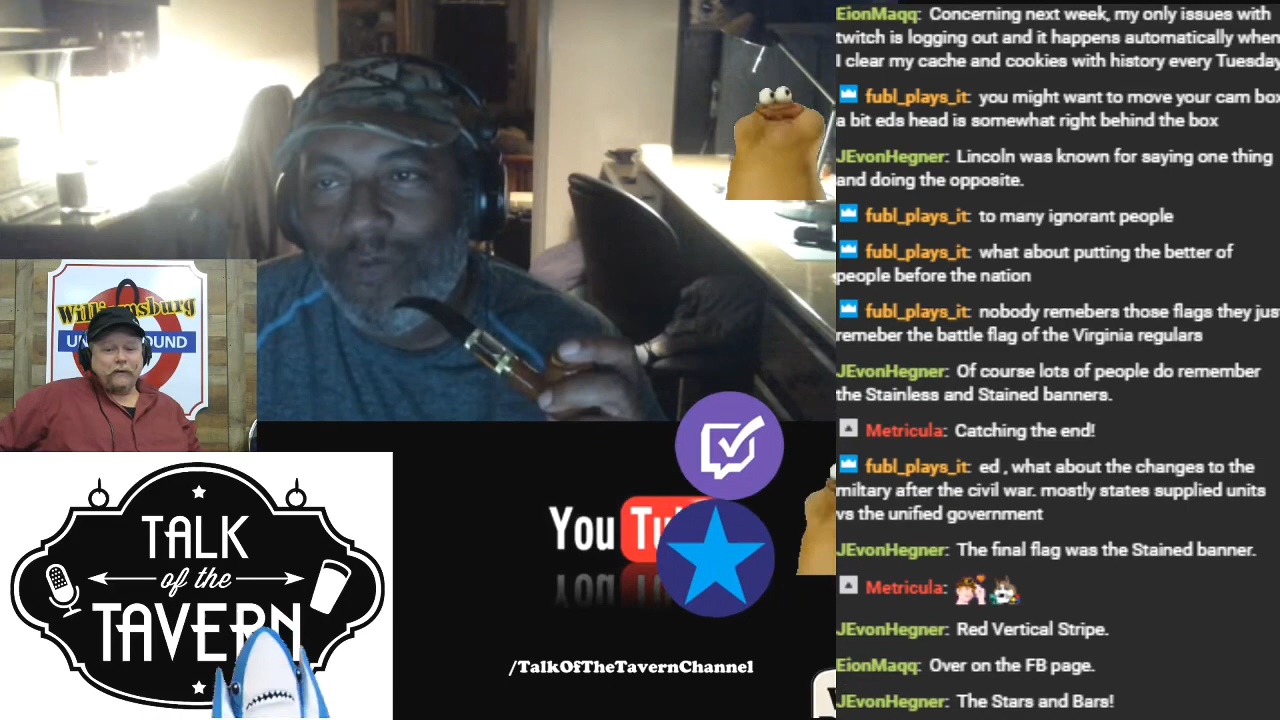 Williamsburg
UNDERGROUND
TALK
of the
TAVERN
You Tube
/TalkOfTheTavernChannel
EionMaqq: Concerning next week, my only issues with
twitch is logging out and it happens automatically when
I clear my cache and cookies with history every Tuesday
fubl_plays_it: you might want to move your cam box
a bit eds head is somewhat right behind the box
JEvonHegner: Lincoln was known for saying one thing
and doing the opposite.
fubl_plays_it: to many ignorant people
fubl_plays_it: what about putting the better of
people before the nation
fubl_plays_it: nobody remebers those flags they jus
remeber the battle flag of the Virginia regulars
JEvonHegner: Of course lots of people do remember
the Stainless and Stained banners.
Metricula: Catching the end!
fubl_plays_it: ed , what about the changes to the
miltary after the civil war. mostly states supplied units
vs the unified government
JEvonHegner: The final flag was the Stained banner.
Metricula:
JEvonHegner: Red Vertical Stripe.
EionMaqq: Over on the FB page.
JEvonHegner: The Stars and Bars!